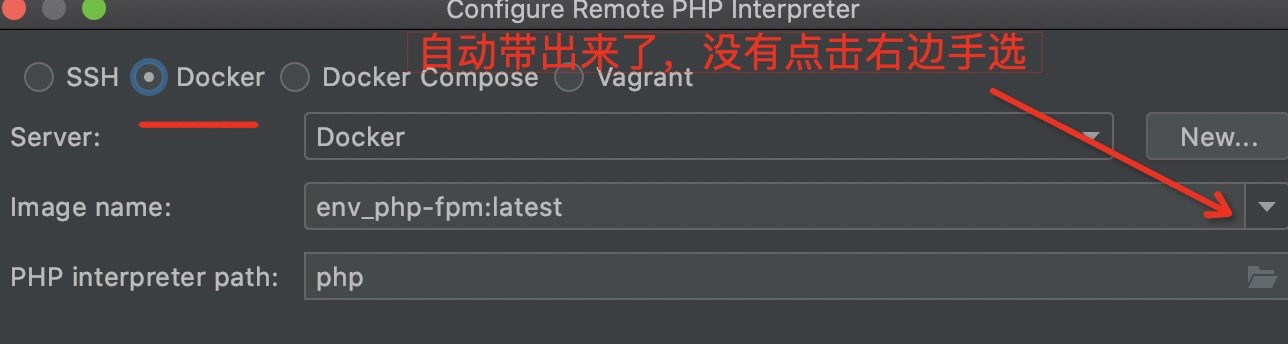 Configure Remote PHP Interpreter
自动带出来了，没有点击右边手选
SSH Docker Docker Compose Vagrant
Server: Docker New...
Image name: env_php-fpm:latest
PHP interpreter path: php